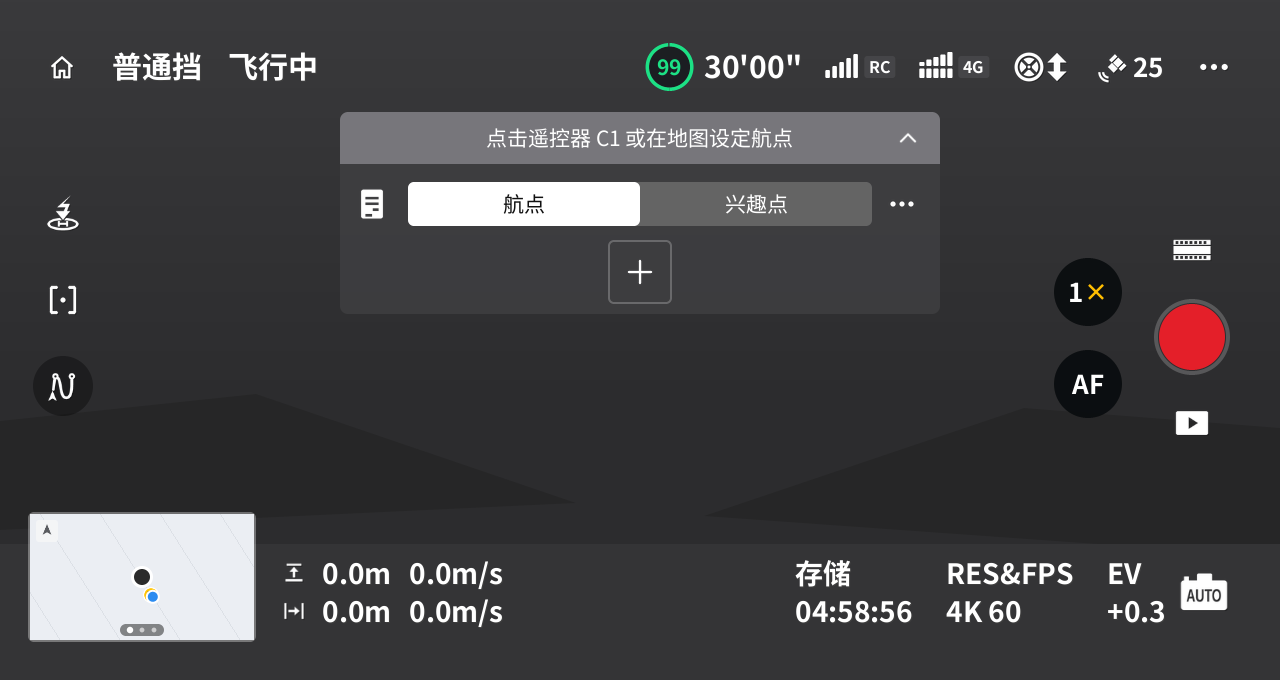 普通挡 飞行中 99 30'00" RC 4G 25
点击遥控器 C1 或在地图设定航点
航点 兴趣点
1×
AF
0.0m 0.0m/s
0.0m 0.0m/s
存储 RES&FPS EV
04:58:56 4K 60 +0.3
AUTO